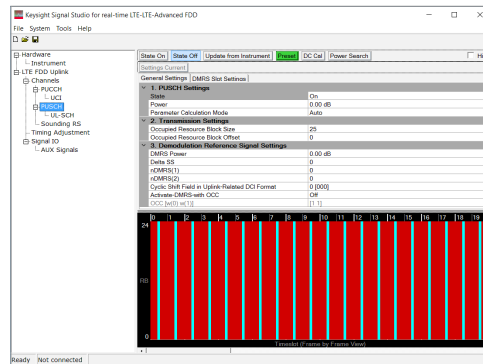 Keysight Signal Studio for real-time LTE-LTE-Advanced FDD
File System Tools Help
State On State Off Update from Instrument Preset DC Cal Power Search
Settings Current
General Settings DMRS Slot Settings
Hardware
Instrument
LTE FDD Uplink
Channels
PUCCH
UCI
PUSCH
UL-SCH
Sounding RS
Timing Adjustment
Signal IO
AUX Signals
1. PUSCH Settings
State On
Power 0.00 dB
Parameter Calculation Mode Auto
2. Transmission Settings
Occupied Resource Block Size 25
Occupied Resource Block Offset 0
3. Demodulation Reference Signal Settings
DMRS Power 0.00 dB
Delta SS 0
nDMRS(1) 0
nDMRS(2) 0
Cyclic Shift Field in Uplink-Related DCI Format 0 [000]
Activate-DMRS-with OCC Off
OCC [w(0) w(1)] [1 1]
0 1 2 3 4 5 6 7 8 9 10 11 12 13 14 15 16 17 18 19
24
RB
0
Timeslot (Frame by Frame View)
Ready Not connected